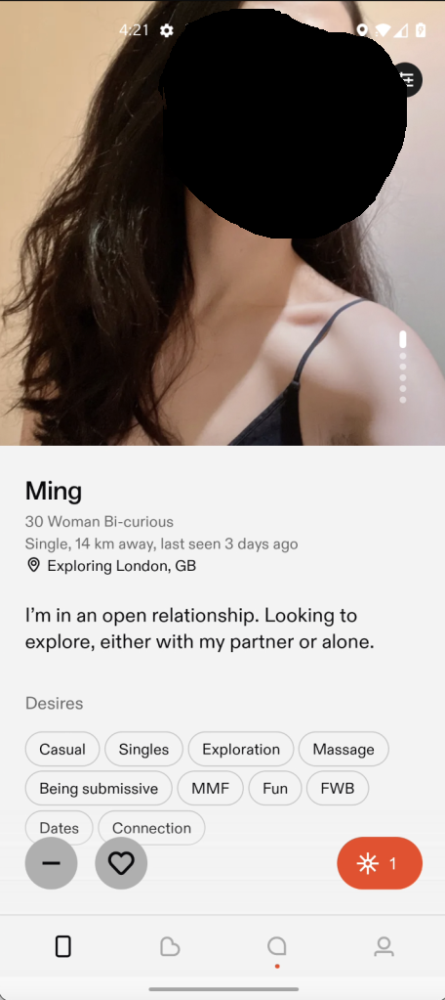 4:21
Ming
30 Woman Bi-curious
Single, 14 km away, last seen 3 days ago
Exploring London, GB
I’m in an open relationship. Looking to
explore, either with my partner or alone.
Desires
Casual Singles Exploration Massage
Being submissive MMF Fun FWB
Dates Connection
1